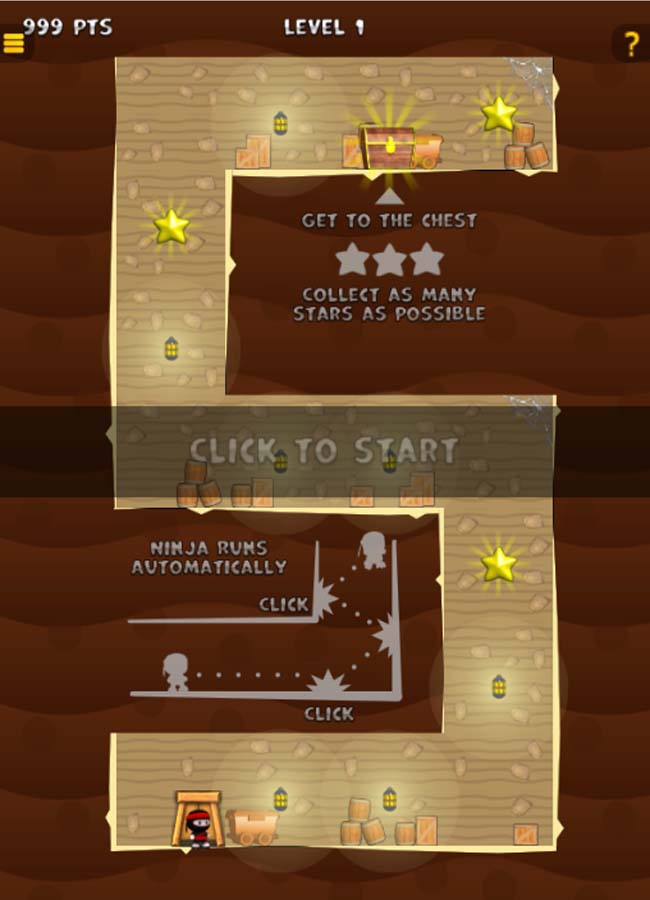 999 PTS
LEVEL 1
?
GET TO THE CHEST
COLLECT AS MANY
STARS AS POSSIBLE
CLICK TO START
NINJA RUNS
AUTOMATICALLY
CLICK
CLICK